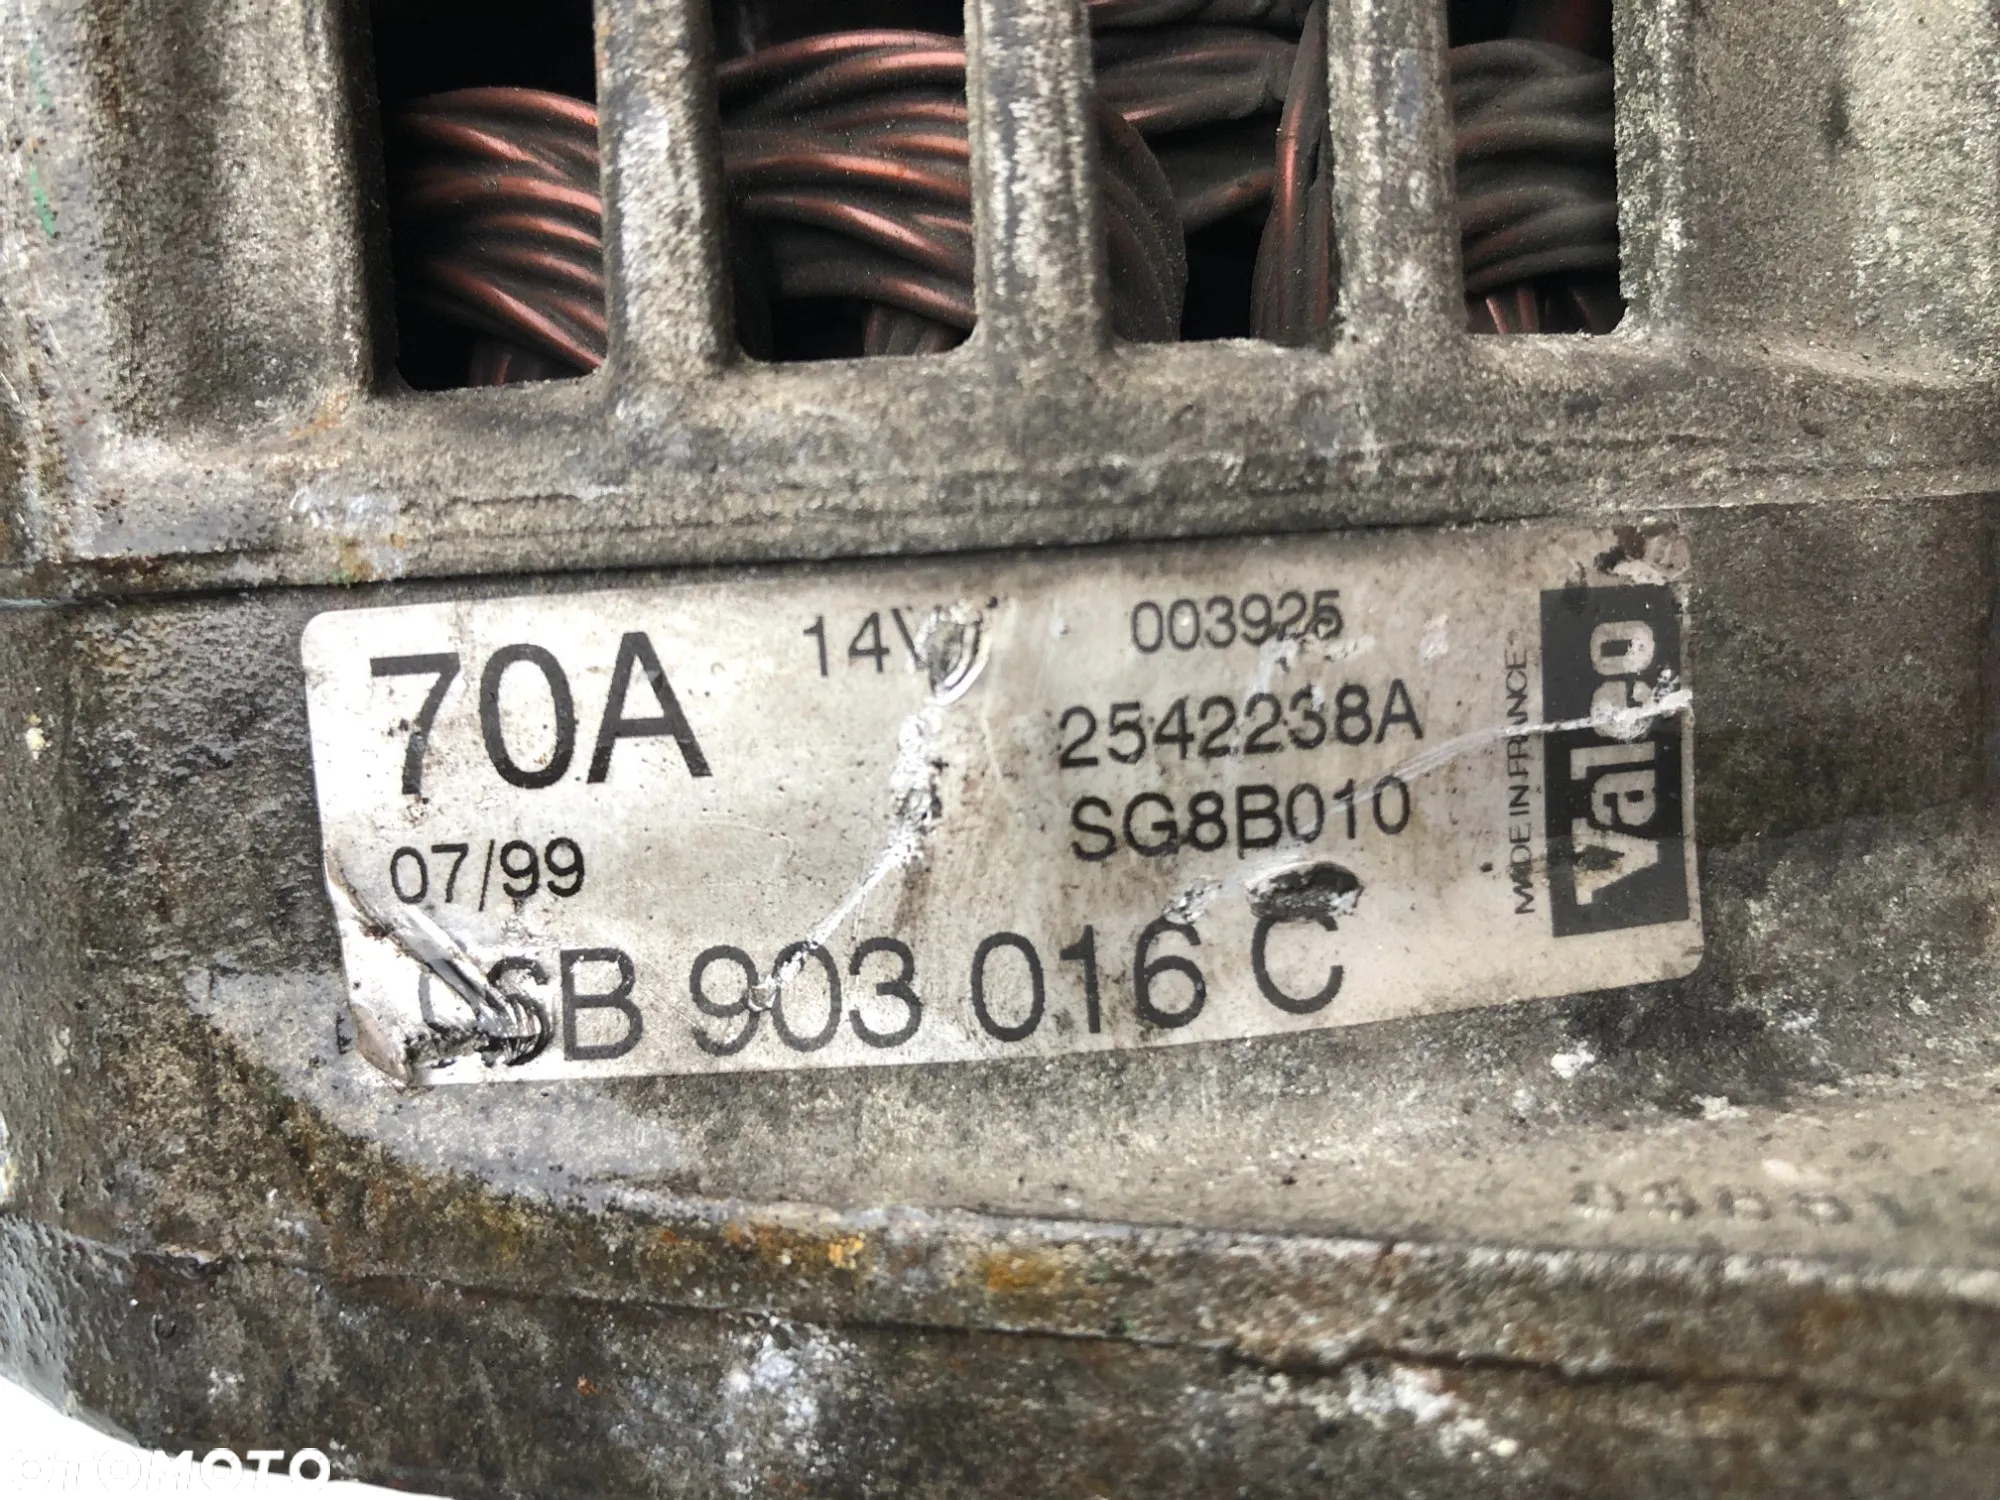 70A 14V 003925
2542238A
SG8B010
07/99
B 903 016 C
MADE IN FRANCE
Valeo
OTOMOTO